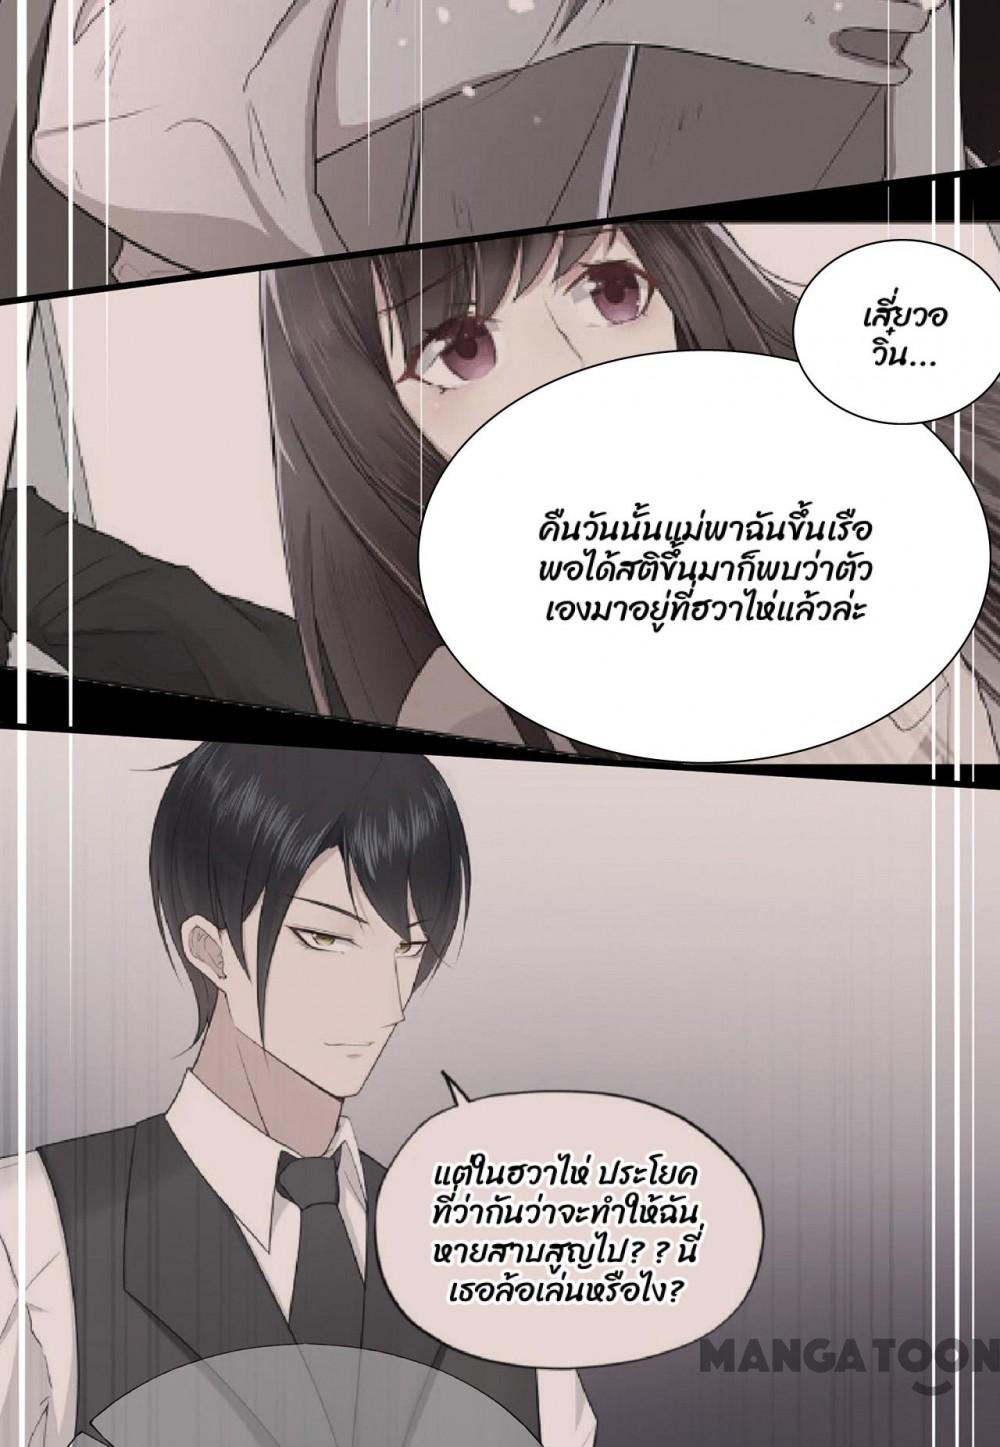 เสี่ยวอ
วิ๋น...
คืนวันนั้นแม่พาฉันขึ้นเรือ
พอได้สติขึ้นมาก็พบว่าตัว
เองมาอยู่ที่ฮวาไห่แล้วล่ะ
แต่ในฮวาไห่ ประโยค
ที่ว่ากันว่าจะทำให้ฉัน
หายสาบสูญไป? ? นี่
เธอล้อเล่นหรือไง?
MANGATOON